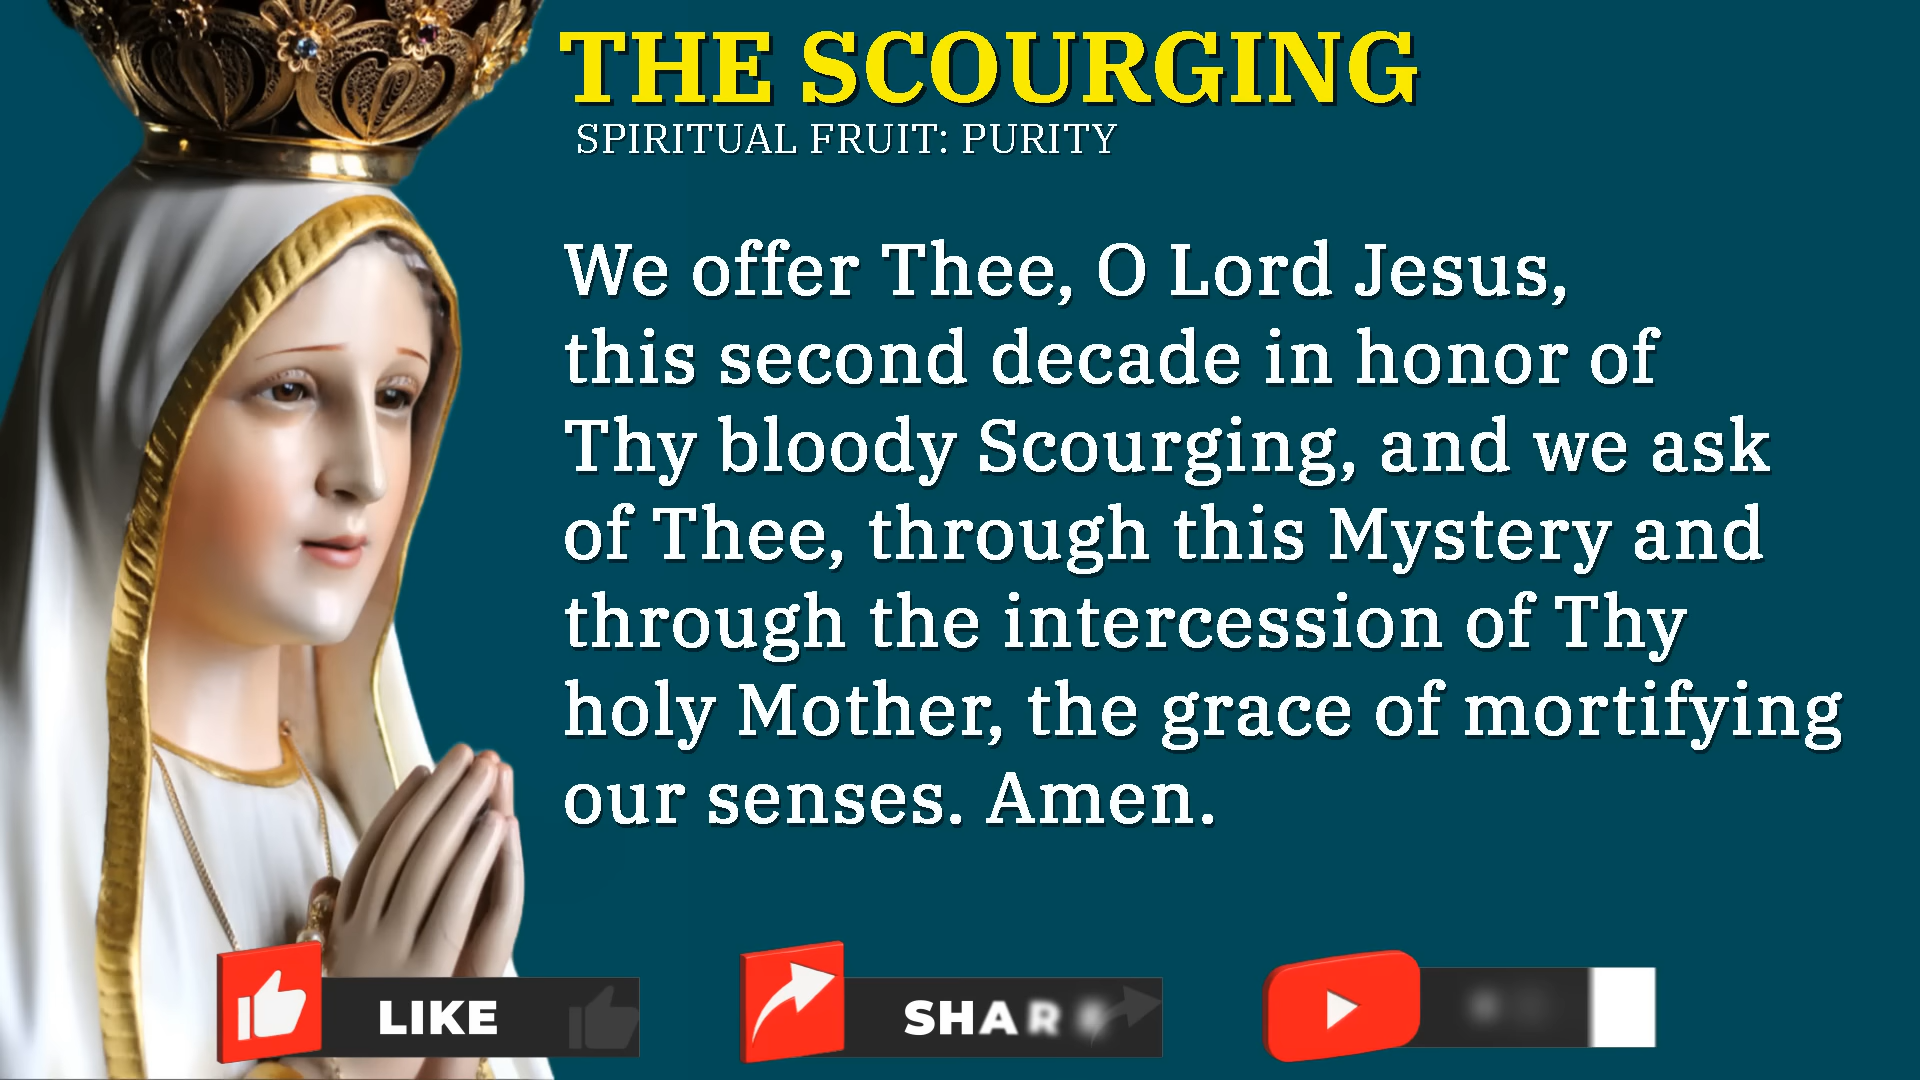 THE SCOURGING
SPIRITUAL FRUIT: PURITY
We offer Thee, O Lord Jesus,
this second decade in honor of
Thy bloody Scourging, and we ask
of Thee, through this Mystery and
through the intercession of Thy
holy Mother, the grace of mortifying
our senses. Amen.
LIKE